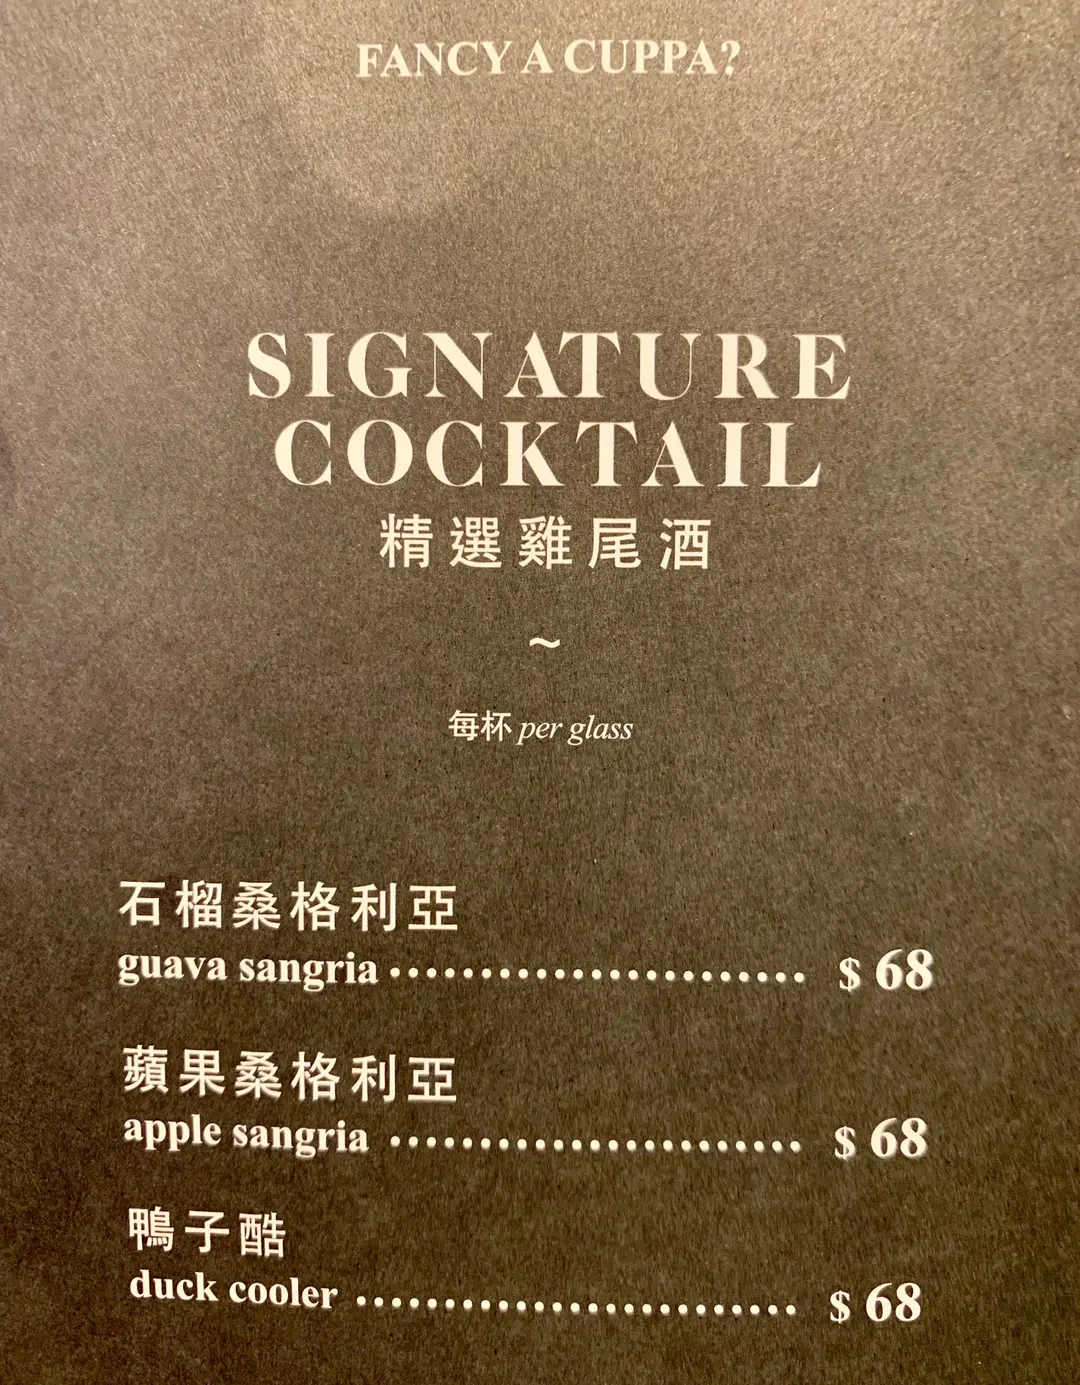 FANCY A CUPPA?
SIGNATURE
COCKTAIL
精選雞尾酒
~
每杯 per glass
石榴桑格利亞
guava sangria ........................ $ 68
蘋果桑格利亞
apple sangria ........................ $ 68
鴨子酷
duck cooler ......................... $ 68